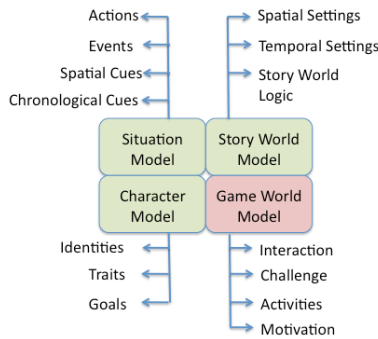 Actions
Events
Spatial Cues
Chronological Cues
Spatial Settings
Temporal Settings
Story World
Logic
Situation
Model
Story World
Model
Character
Model
Game World
Model
Identities
Traits
Goals
Interaction
Challenge
Activities
Motivation